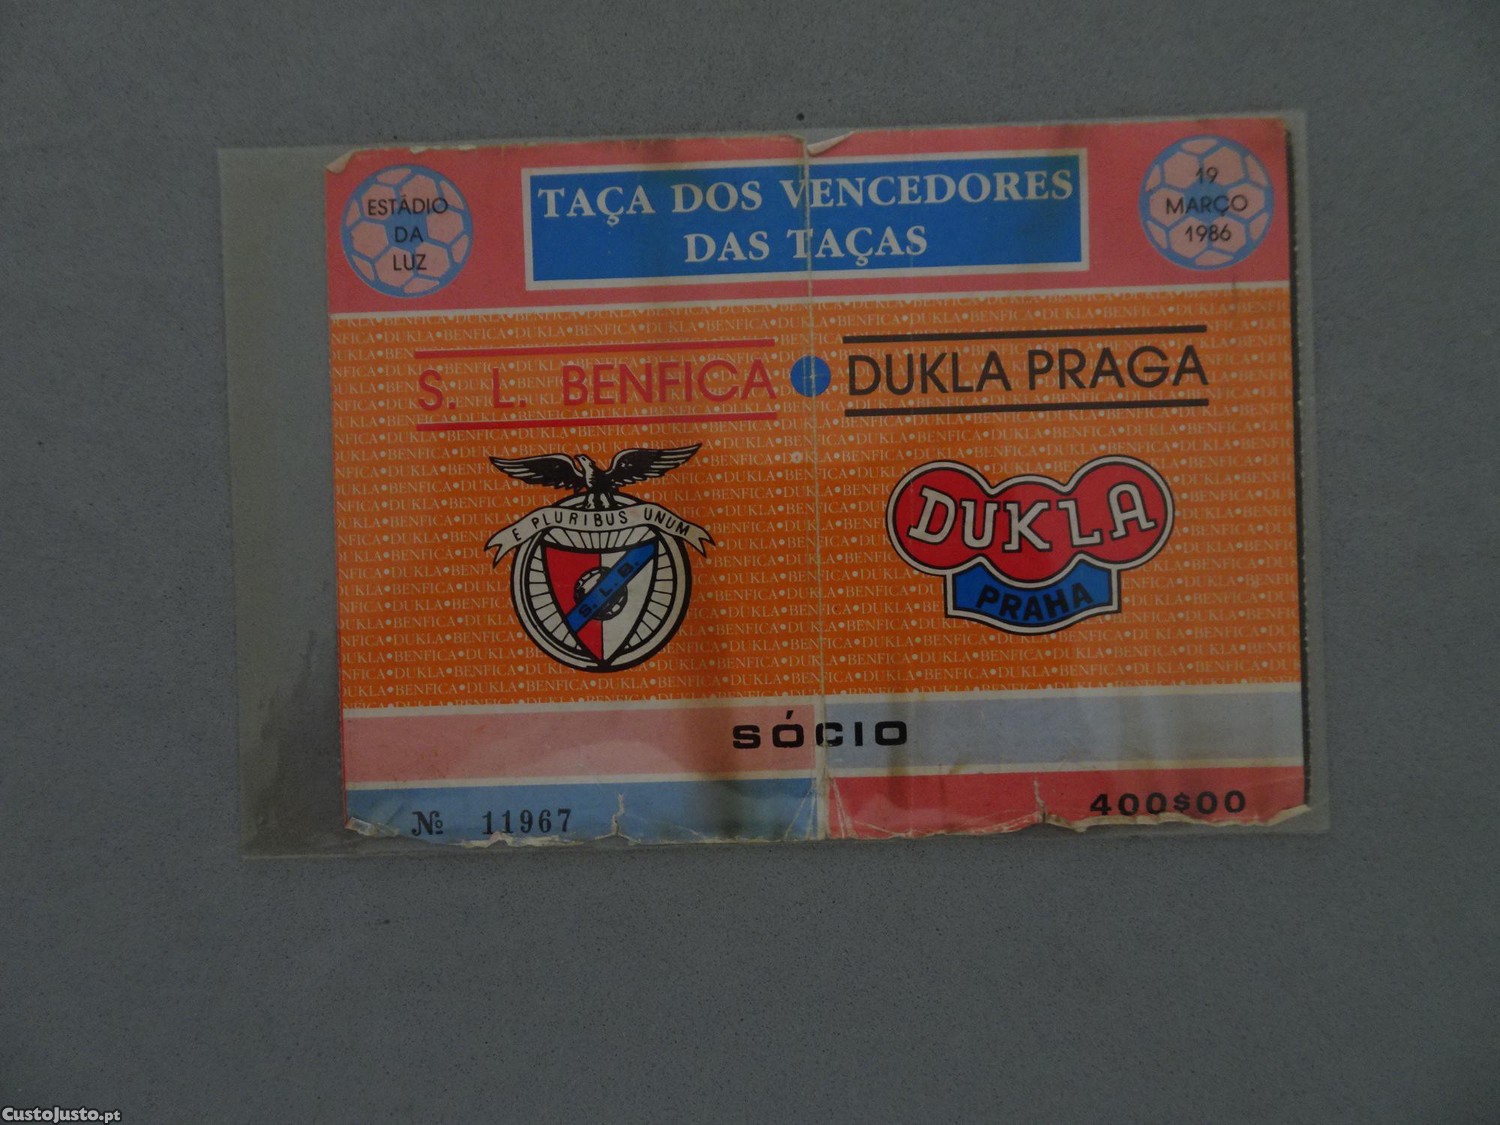 ESTÁDIO
DA
LUZ
TAÇA DOS VENCEDORES
DAS TAÇAS
19
MARÇO
1986
S. L. BENFICA
DUKLA PRAGA
E PLURIBUS UNUM
S. L. B.
DUKLA
PRAHA
SÓCIO
Nº 11967
400$00
CustoJusto.pt